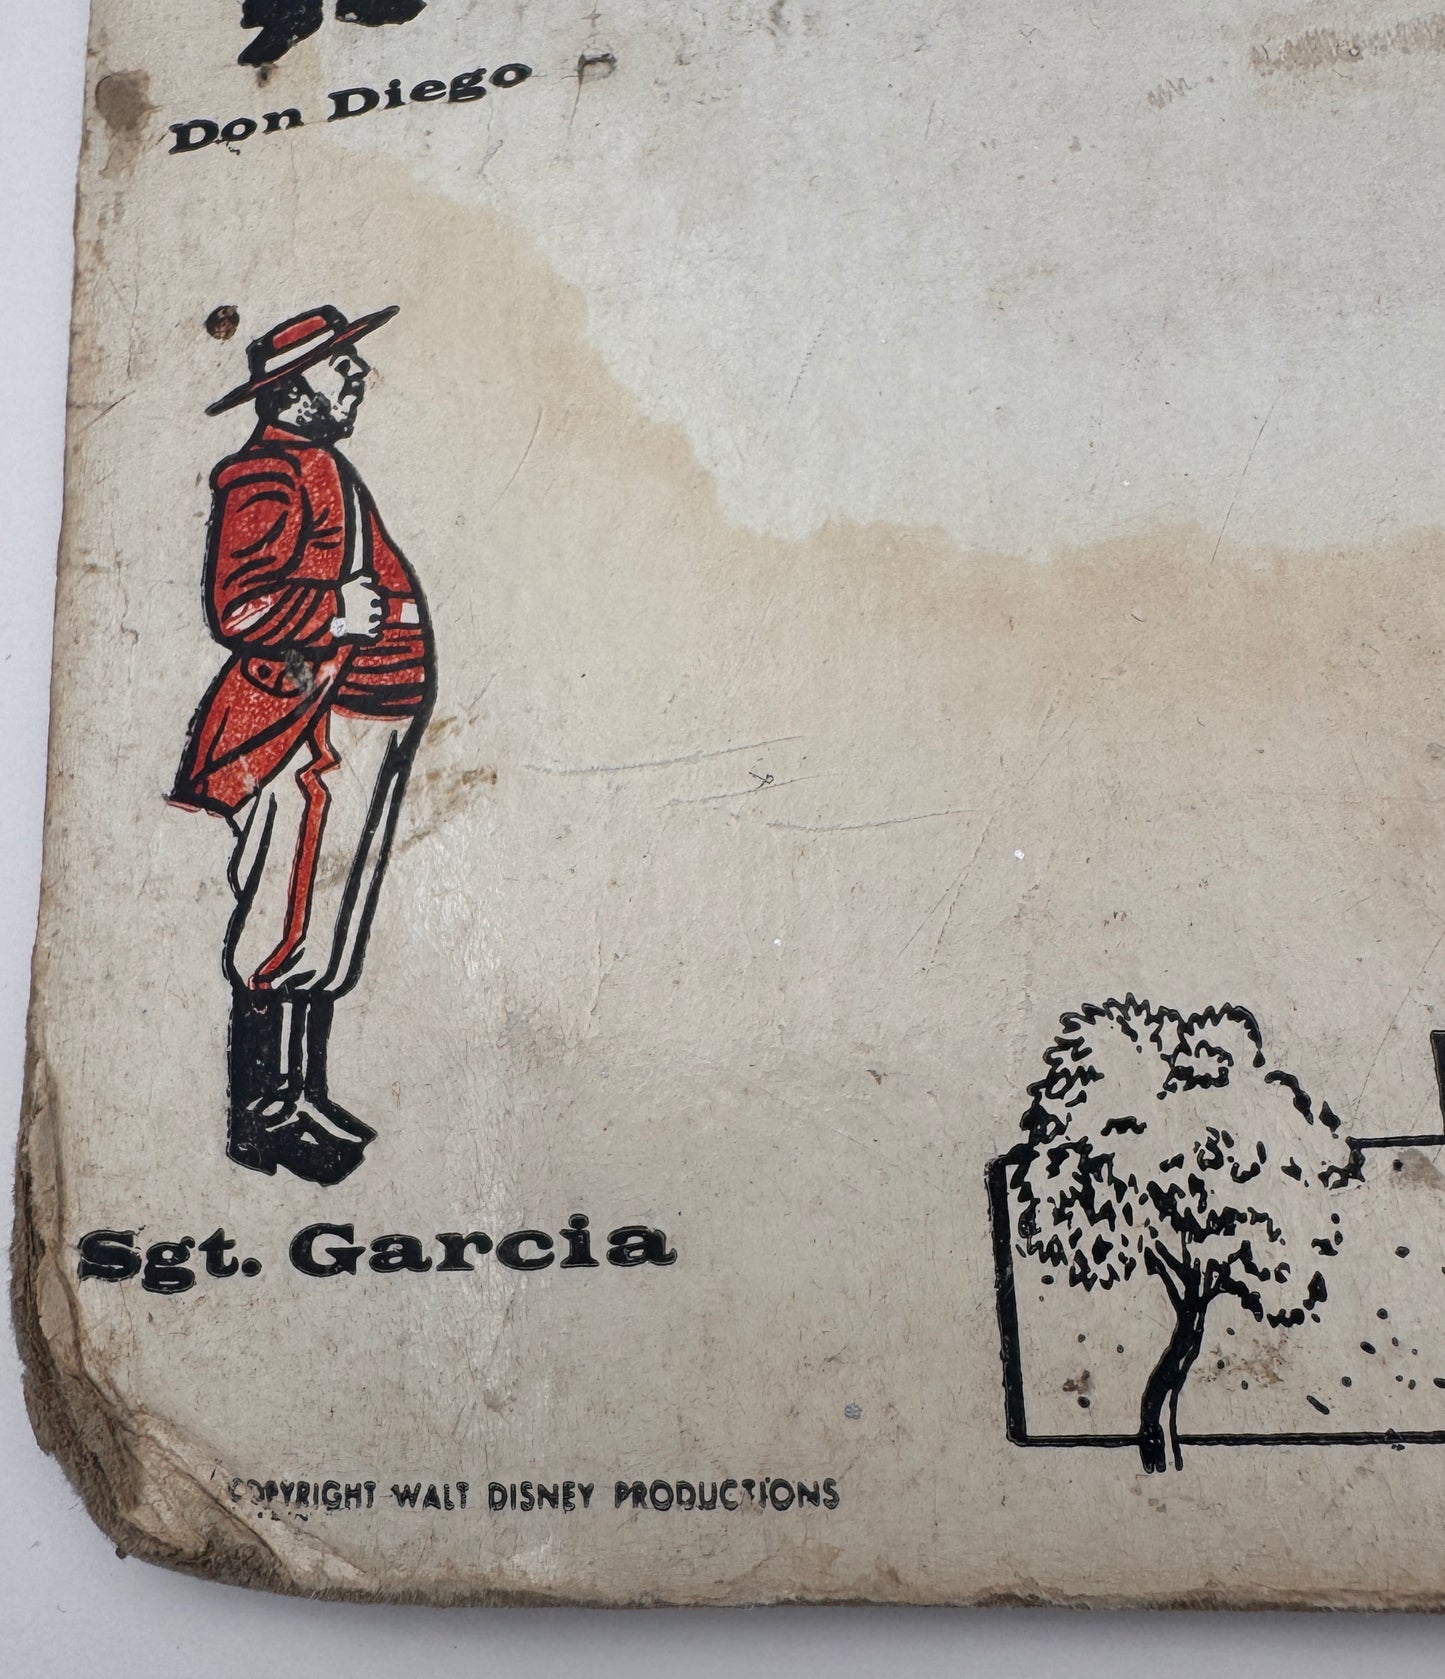 Don Diego
Sgt. Garcia
COPYRIGHT WALT DISNEY PRODUCTIONS